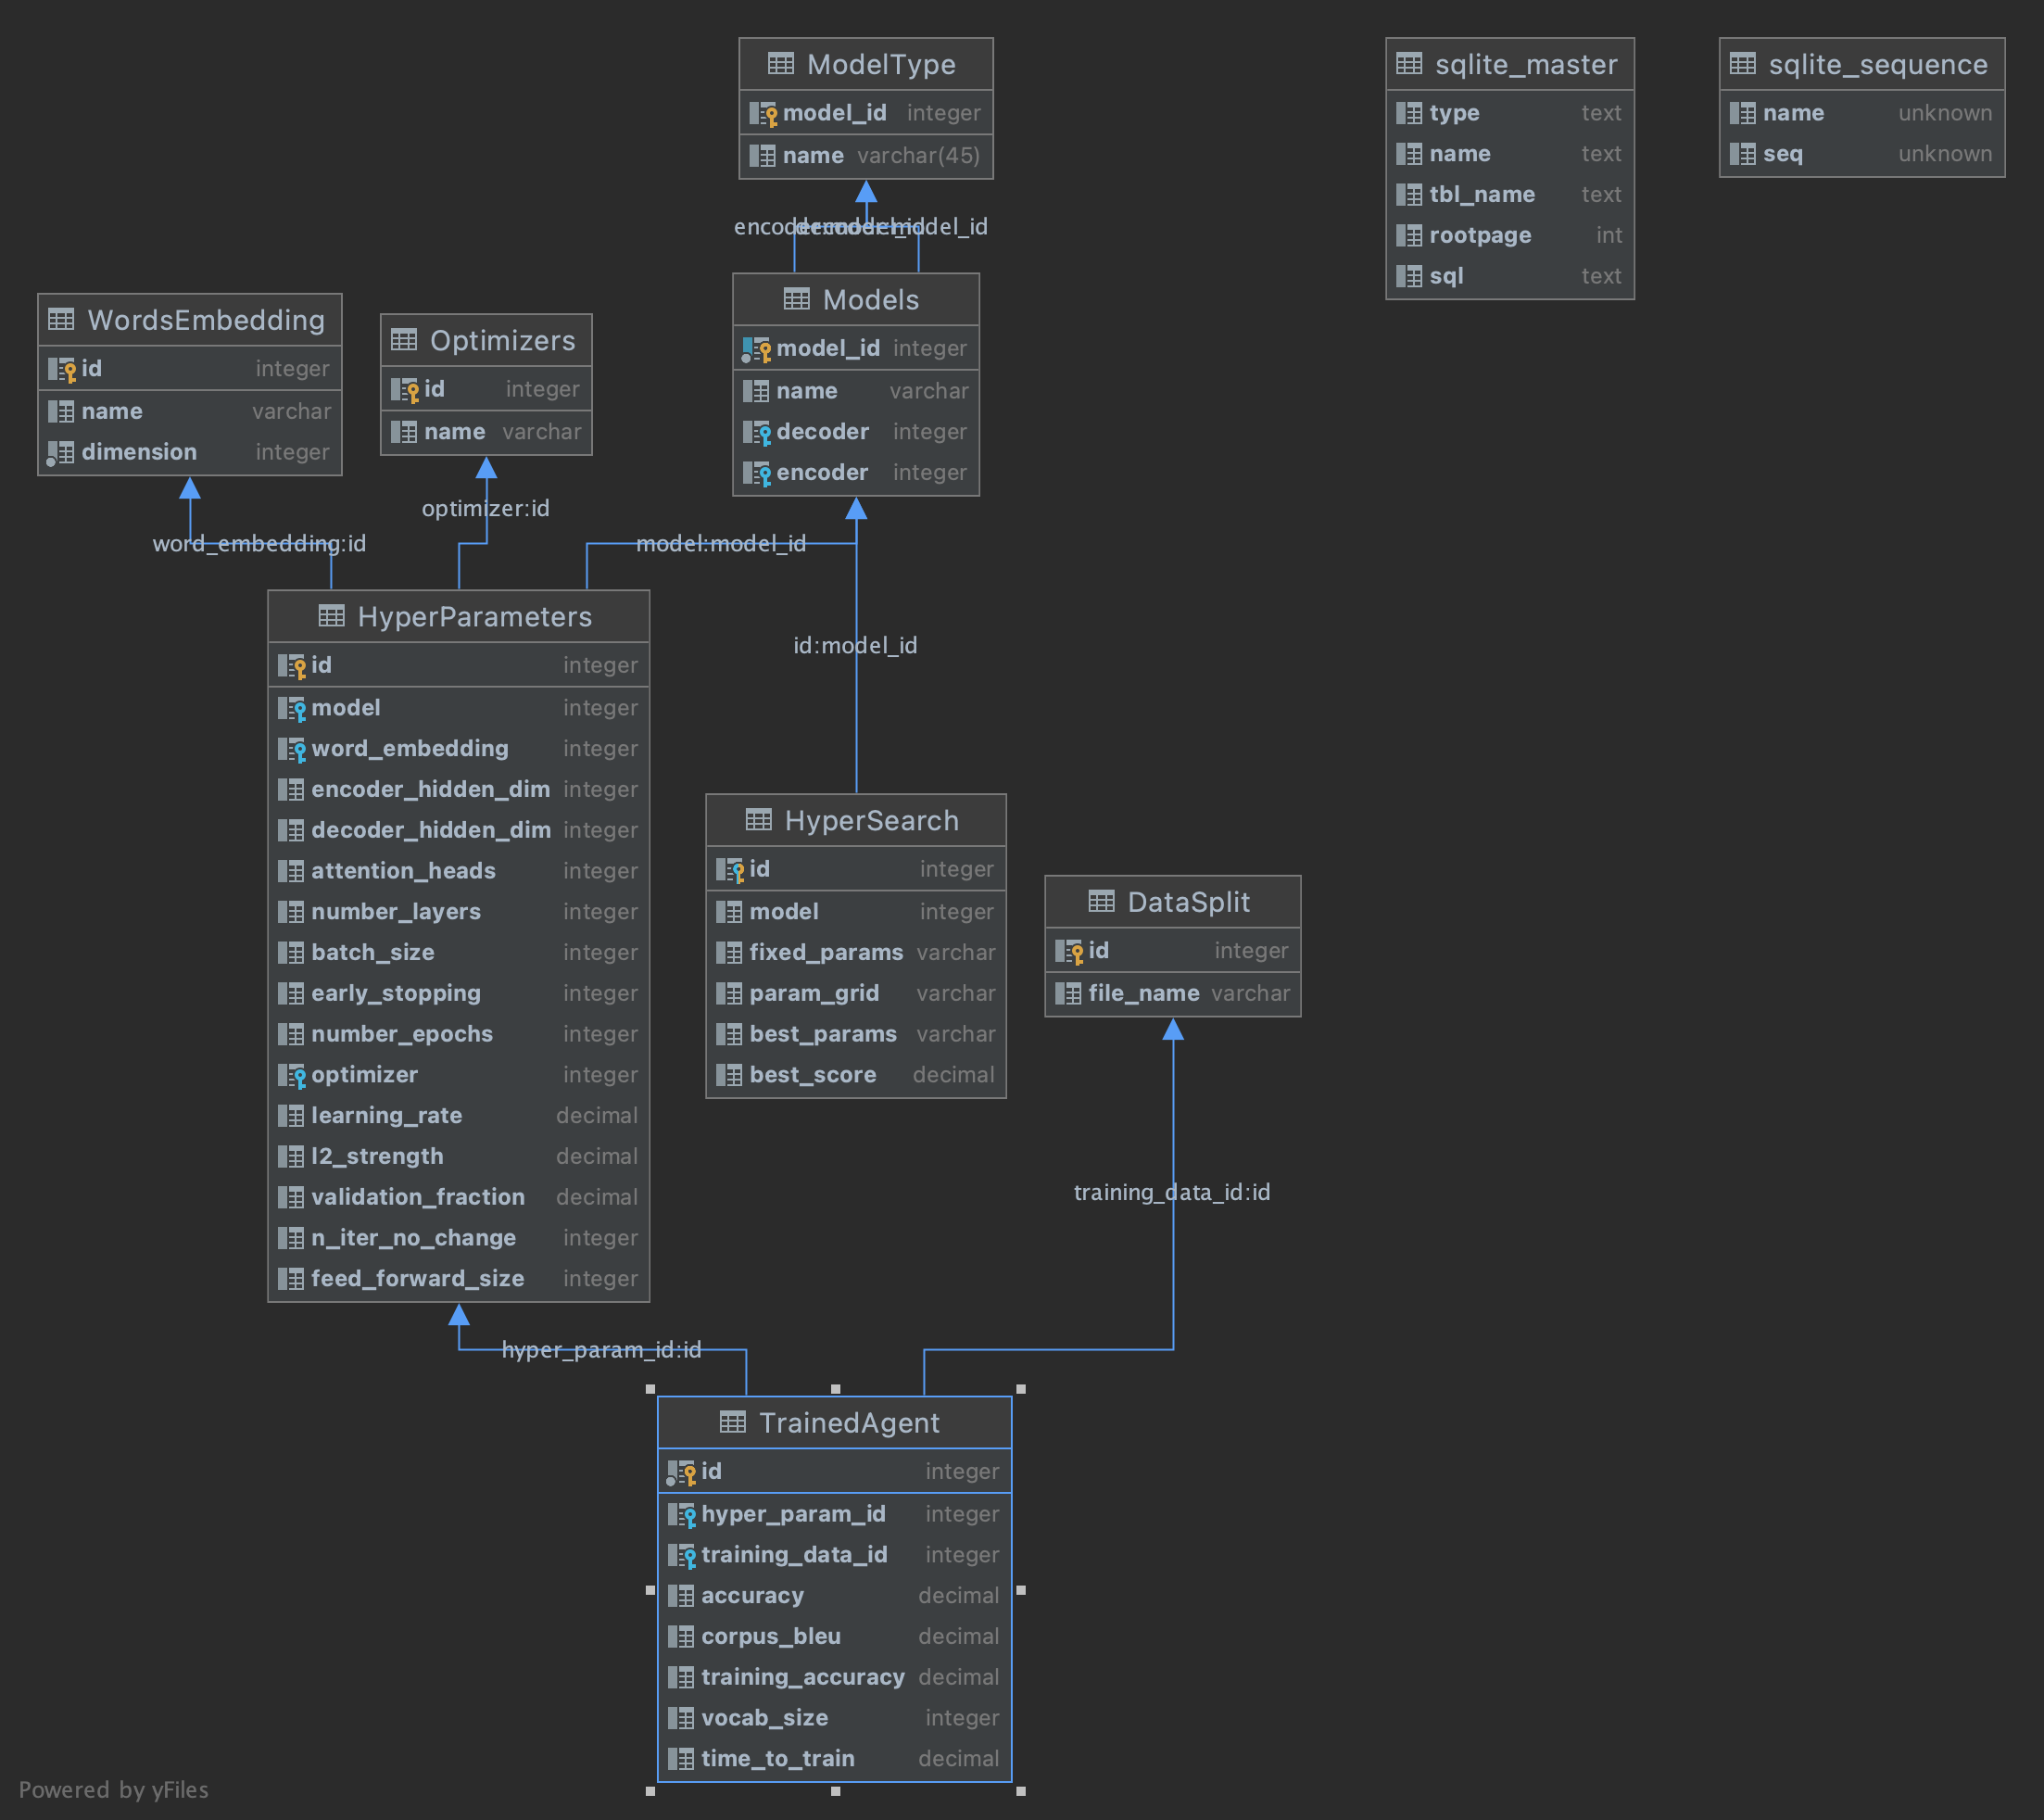 ModelType
model_id integer
name varchar(45)
sqlite_master
type text
name text
tbl_name text
rootpage int
sql text
sqlite_sequence
name unknown
seq unknown
Models
model_id integer
name varchar
decoder integer
encoder integer
WordsEmbedding
id integer
name varchar
dimension integer
Optimizers
id integer
name varchar
optimizer:id
word_embedding:id
model:model_id
id:model_id
HyperParameters
id integer
model integer
word_embedding integer
encoder_hidden_dim integer
decoder_hidden_dim integer
attention_heads integer
number_layers integer
batch_size integer
early_stopping integer
number_epochs integer
optimizer integer
learning_rate decimal
l2_strength decimal
validation_fraction decimal
n_iter_no_change integer
feed_forward_size integer
HyperSearch
id integer
model integer
fixed_params varchar
param_grid varchar
best_params varchar
best_score decimal
DataSplit
id integer
file_name varchar
training_data_id:id
hyper_param_id:id
TrainedAgent
id integer
hyper_param_id integer
training_data_id integer
accuracy decimal
corpus_bleu decimal
training_accuracy decimal
vocab_size integer
time_to_train decimal
Powered by yFiles